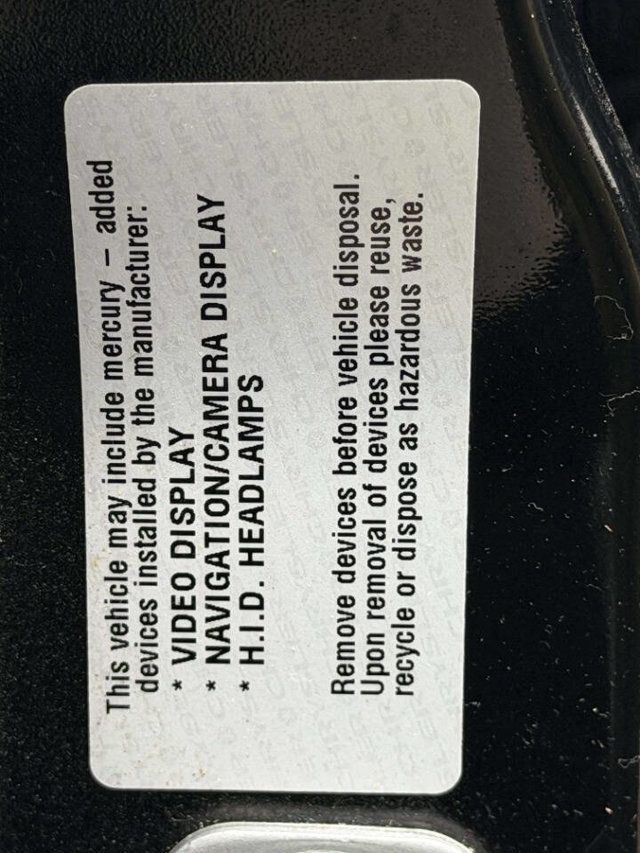 This vehicle may include mercury – added
devices installed by the manufacturer:
* VIDEO DISPLAY
* NAVIGATION/CAMERA DISPLAY
* H.I.D. HEADLAMPS
Remove devices before vehicle disposal.
Upon removal of devices please reuse,
recycle or dispose as hazardous waste.